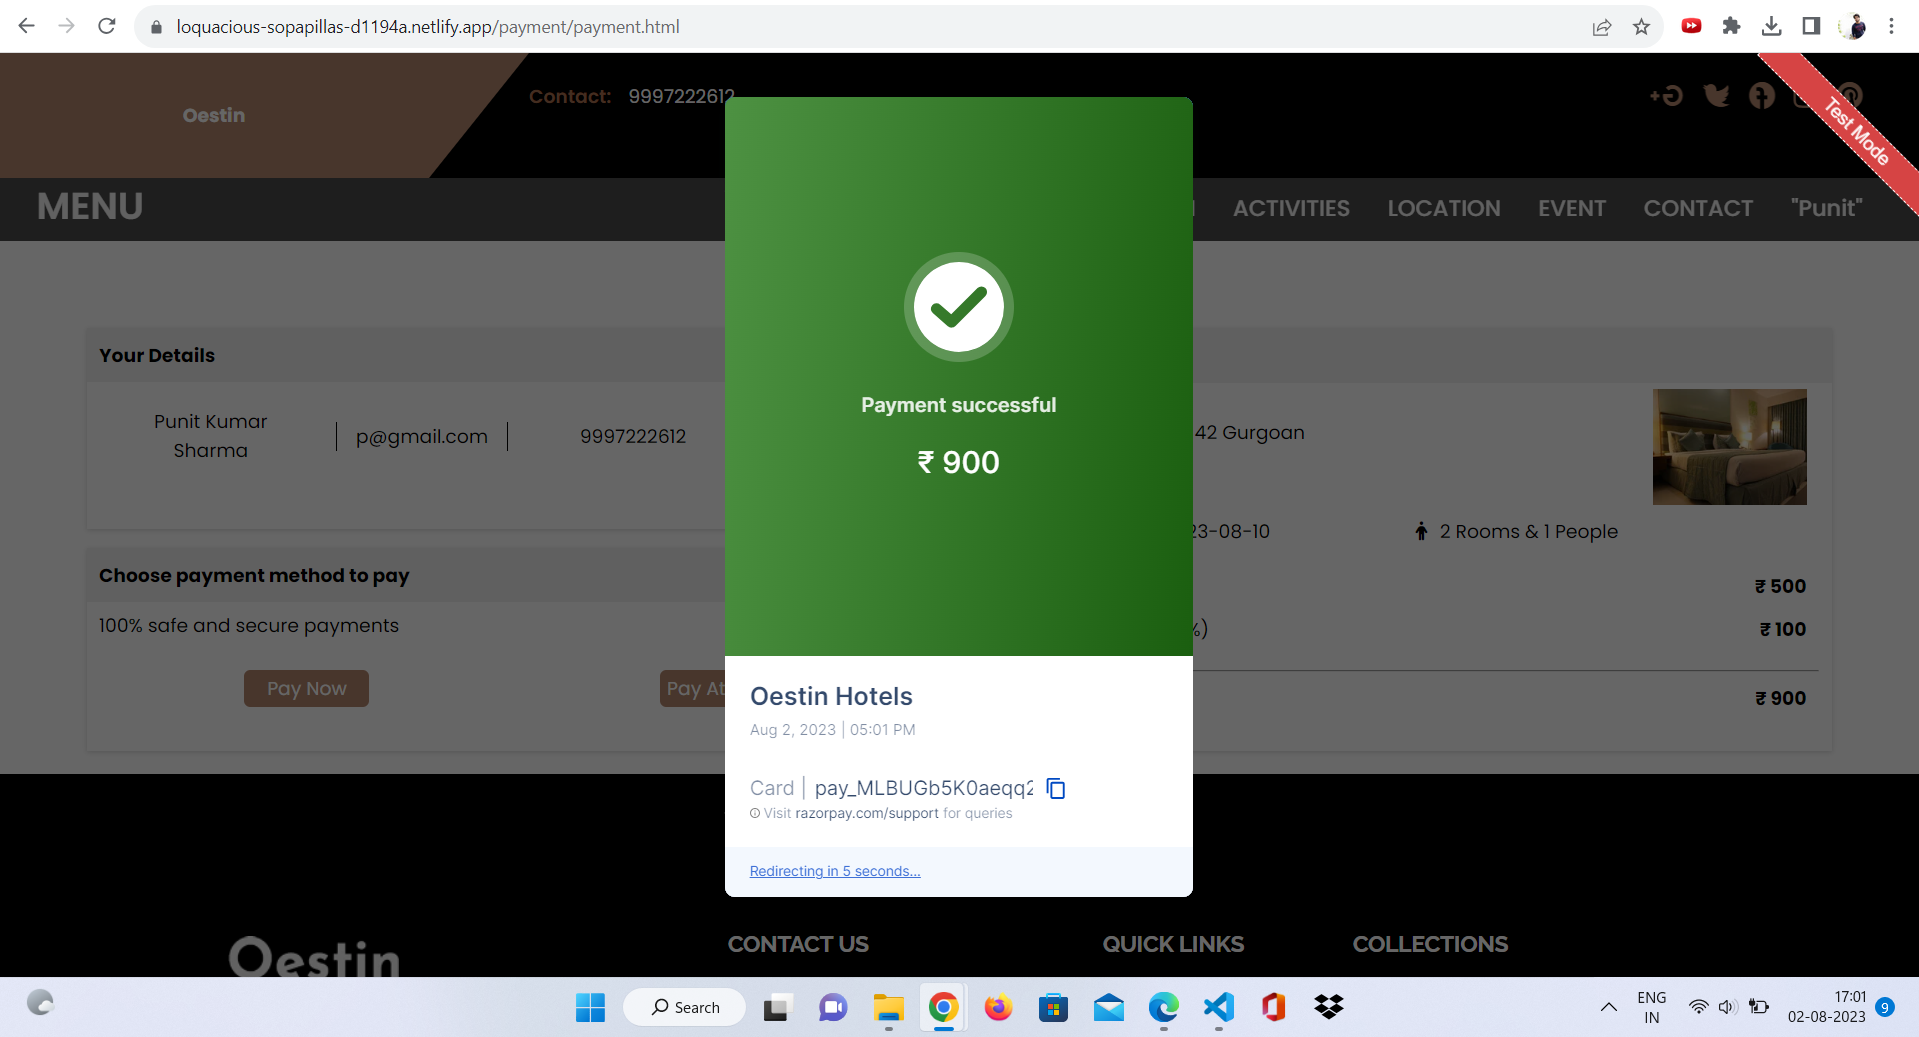 loquacious-sopapillas-d1194a.netlify.app/payment/payment.html
Oestin
Contact: 9997222612
Test Mode
MENU
ACTIVITIES LOCATION EVENT CONTACT "Punit"
Your Details
Punit Kumar
Sharma
p@gmail.com
9997222612
Payment successful
₹ 900
42 Gurgoan
23-08-10
2 Rooms & 1 People
Choose payment method to pay
100% safe and secure payments
Pay Now
Pay At
₹ 500
%)
₹ 100
₹ 900
Oestin Hotels
Aug 2, 2023 | 05:01 PM
Card | pay_MLBUGb5K0aeqq2
Visit razorpay.com/support for queries
Redirecting in 5 seconds...
Oestin
CONTACT US
QUICK LINKS
COLLECTIONS
Search
ENG
IN
17:01
02-08-2023
9